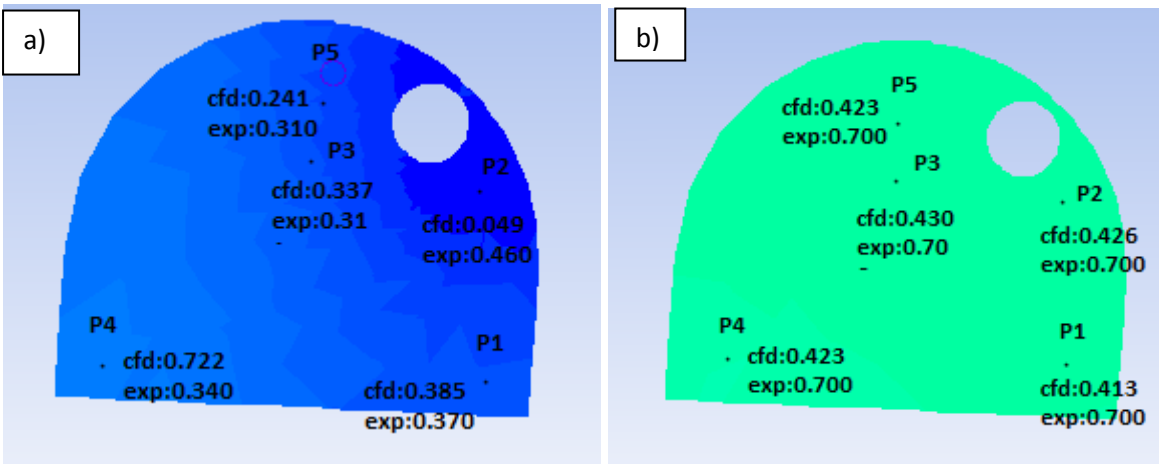 a)
P5
cfd:0.241
exp:0.310
P3
cfd:0.337
exp:0.31
P2
cfd:0.049
exp:0.460
P4
cfd:0.722
exp:0.340
P1
cfd:0.385
exp:0.370
b)
P5
cfd:0.423
exp:0.700
P3
cfd:0.430
exp:0.70
P2
cfd:0.426
exp:0.700
P4
cfd:0.423
exp:0.700
P1
cfd:0.413
exp:0.700